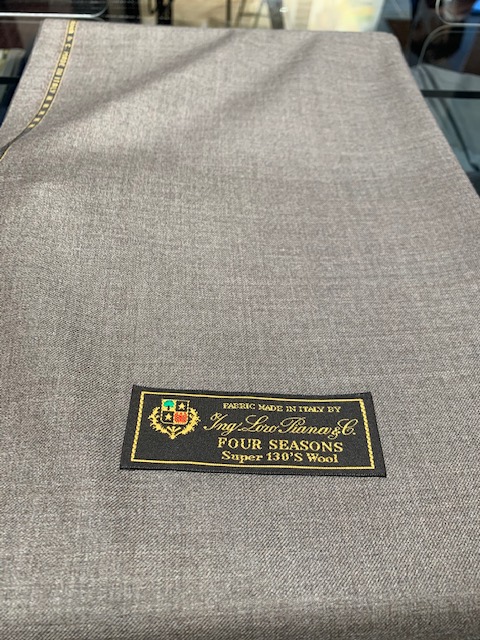 FABRIC MADE IN ITALY BY
Ing. Loro Piana & C.
FOUR SEASONS
Super 130'S Wool